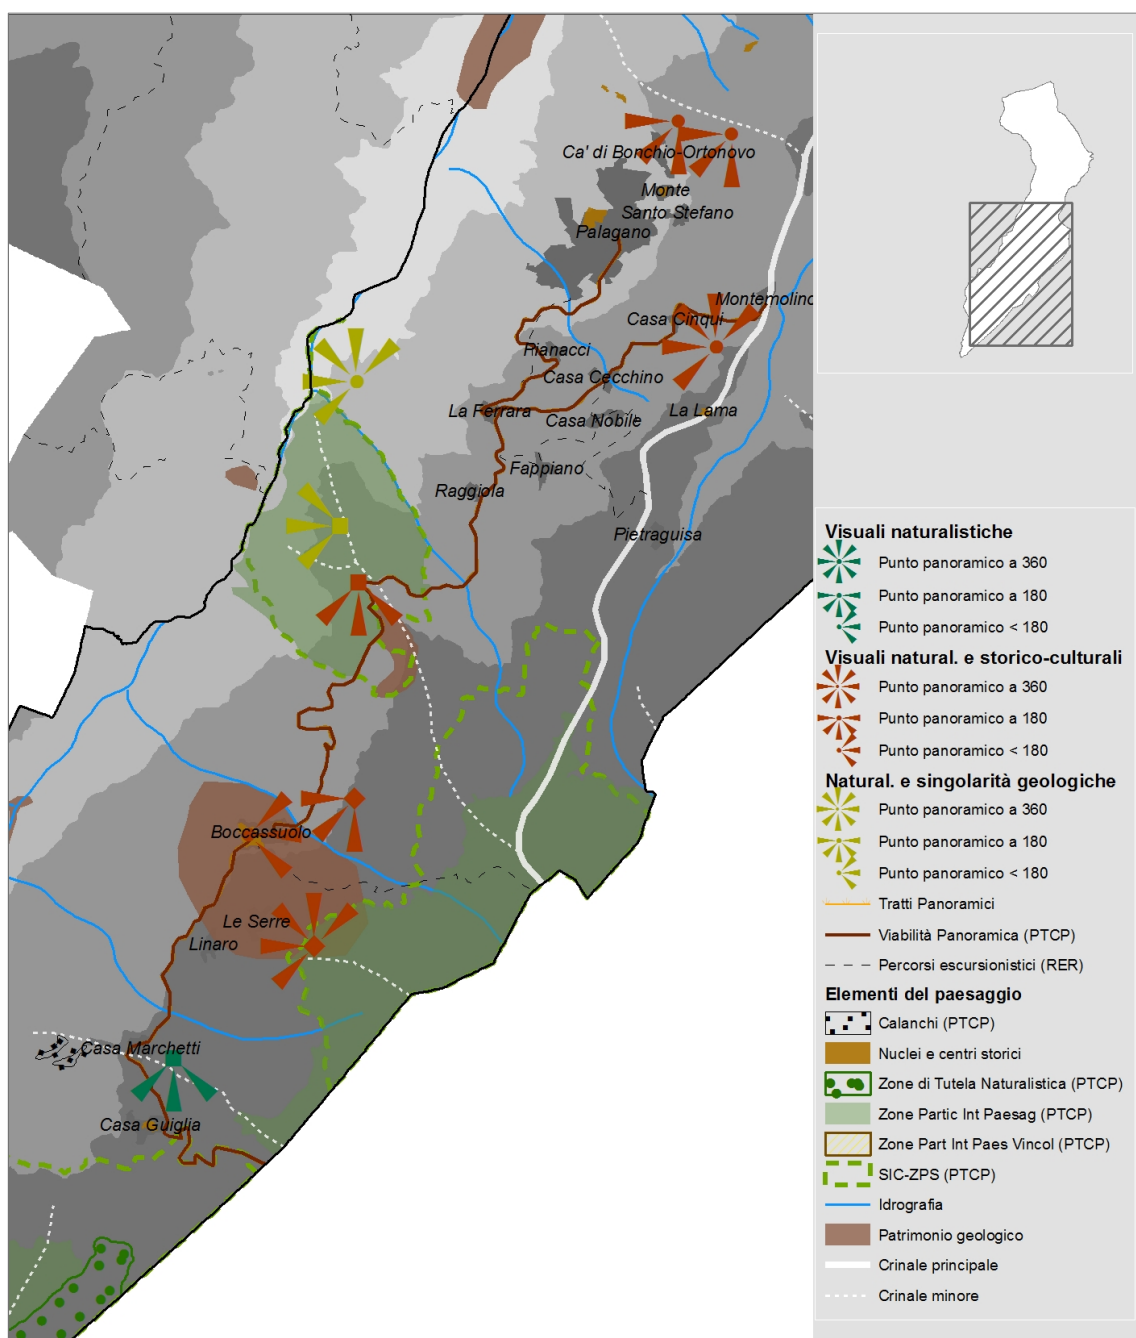 Ca' di Bonchio-Ortonovo
Monte
Santo Stefano
Palagano
Montemolino
Casa Cinqui
Pianacci
Casa Cecchino
La Ferrara
La Lama
Casa Nobile
Fappiano
Raggiola
Pietraguisa
Boccassuolo
Le Serre
Linaro
Casa Marchetti
Casa Guiglia
Visuali naturalistiche
Punto panoramico a 360
Punto panoramico a 180
Punto panoramico < 180
Visuali natural. e storico-culturali
Punto panoramico a 360
Punto panoramico a 180
Punto panoramico < 180
Natural. e singolarità geologiche
Punto panoramico a 360
Punto panoramico a 180
Punto panoramico < 180
Tratti Panoramici
Viabilità Panoramica (PTCP)
Percorsi escursionistici (RER)
Elementi del paesaggio
Calanchi (PTCP)
Nuclei e centri storici
Zone di Tutela Naturalistica (PTCP)
Zone Partic Int Paesag (PTCP)
Zone Part Int Paes Vincol (PTCP)
SIC-ZPS (PTCP)
Idrografia
Patrimonio geologico
Crinale principale
Crinale minore